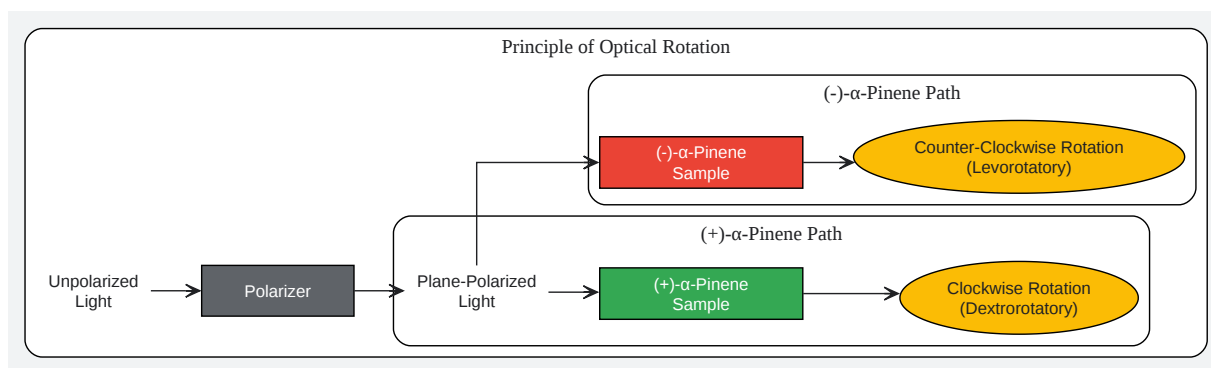 Principle of Optical Rotation
(-)-α-Pinene Path
(-)-α-Pinene
Sample
Counter-Clockwise Rotation
(Levorotatory)
(+)-α-Pinene Path
Unpolarized
Light
Polarizer
Plane-Polarized
Light
(+)-α-Pinene
Sample
Clockwise Rotation
(Dextrorotatory)